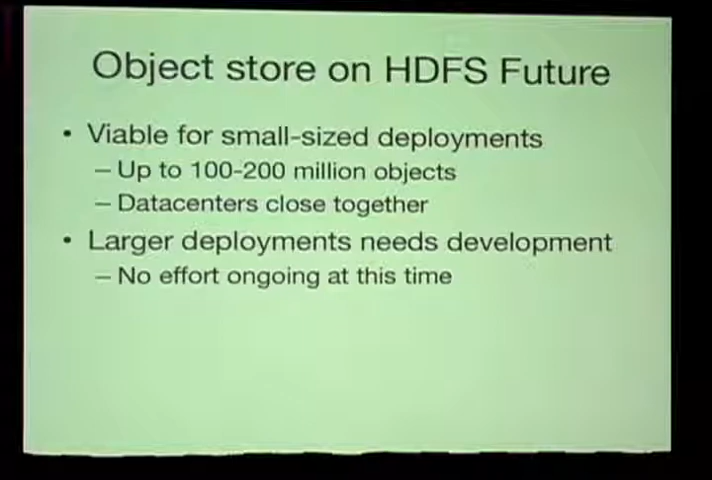 Object store on HDFS Future
• Viable for small-sized deployments
– Up to 100-200 million objects
– Datacenters close together
• Larger deployments needs development
– No effort ongoing at this time